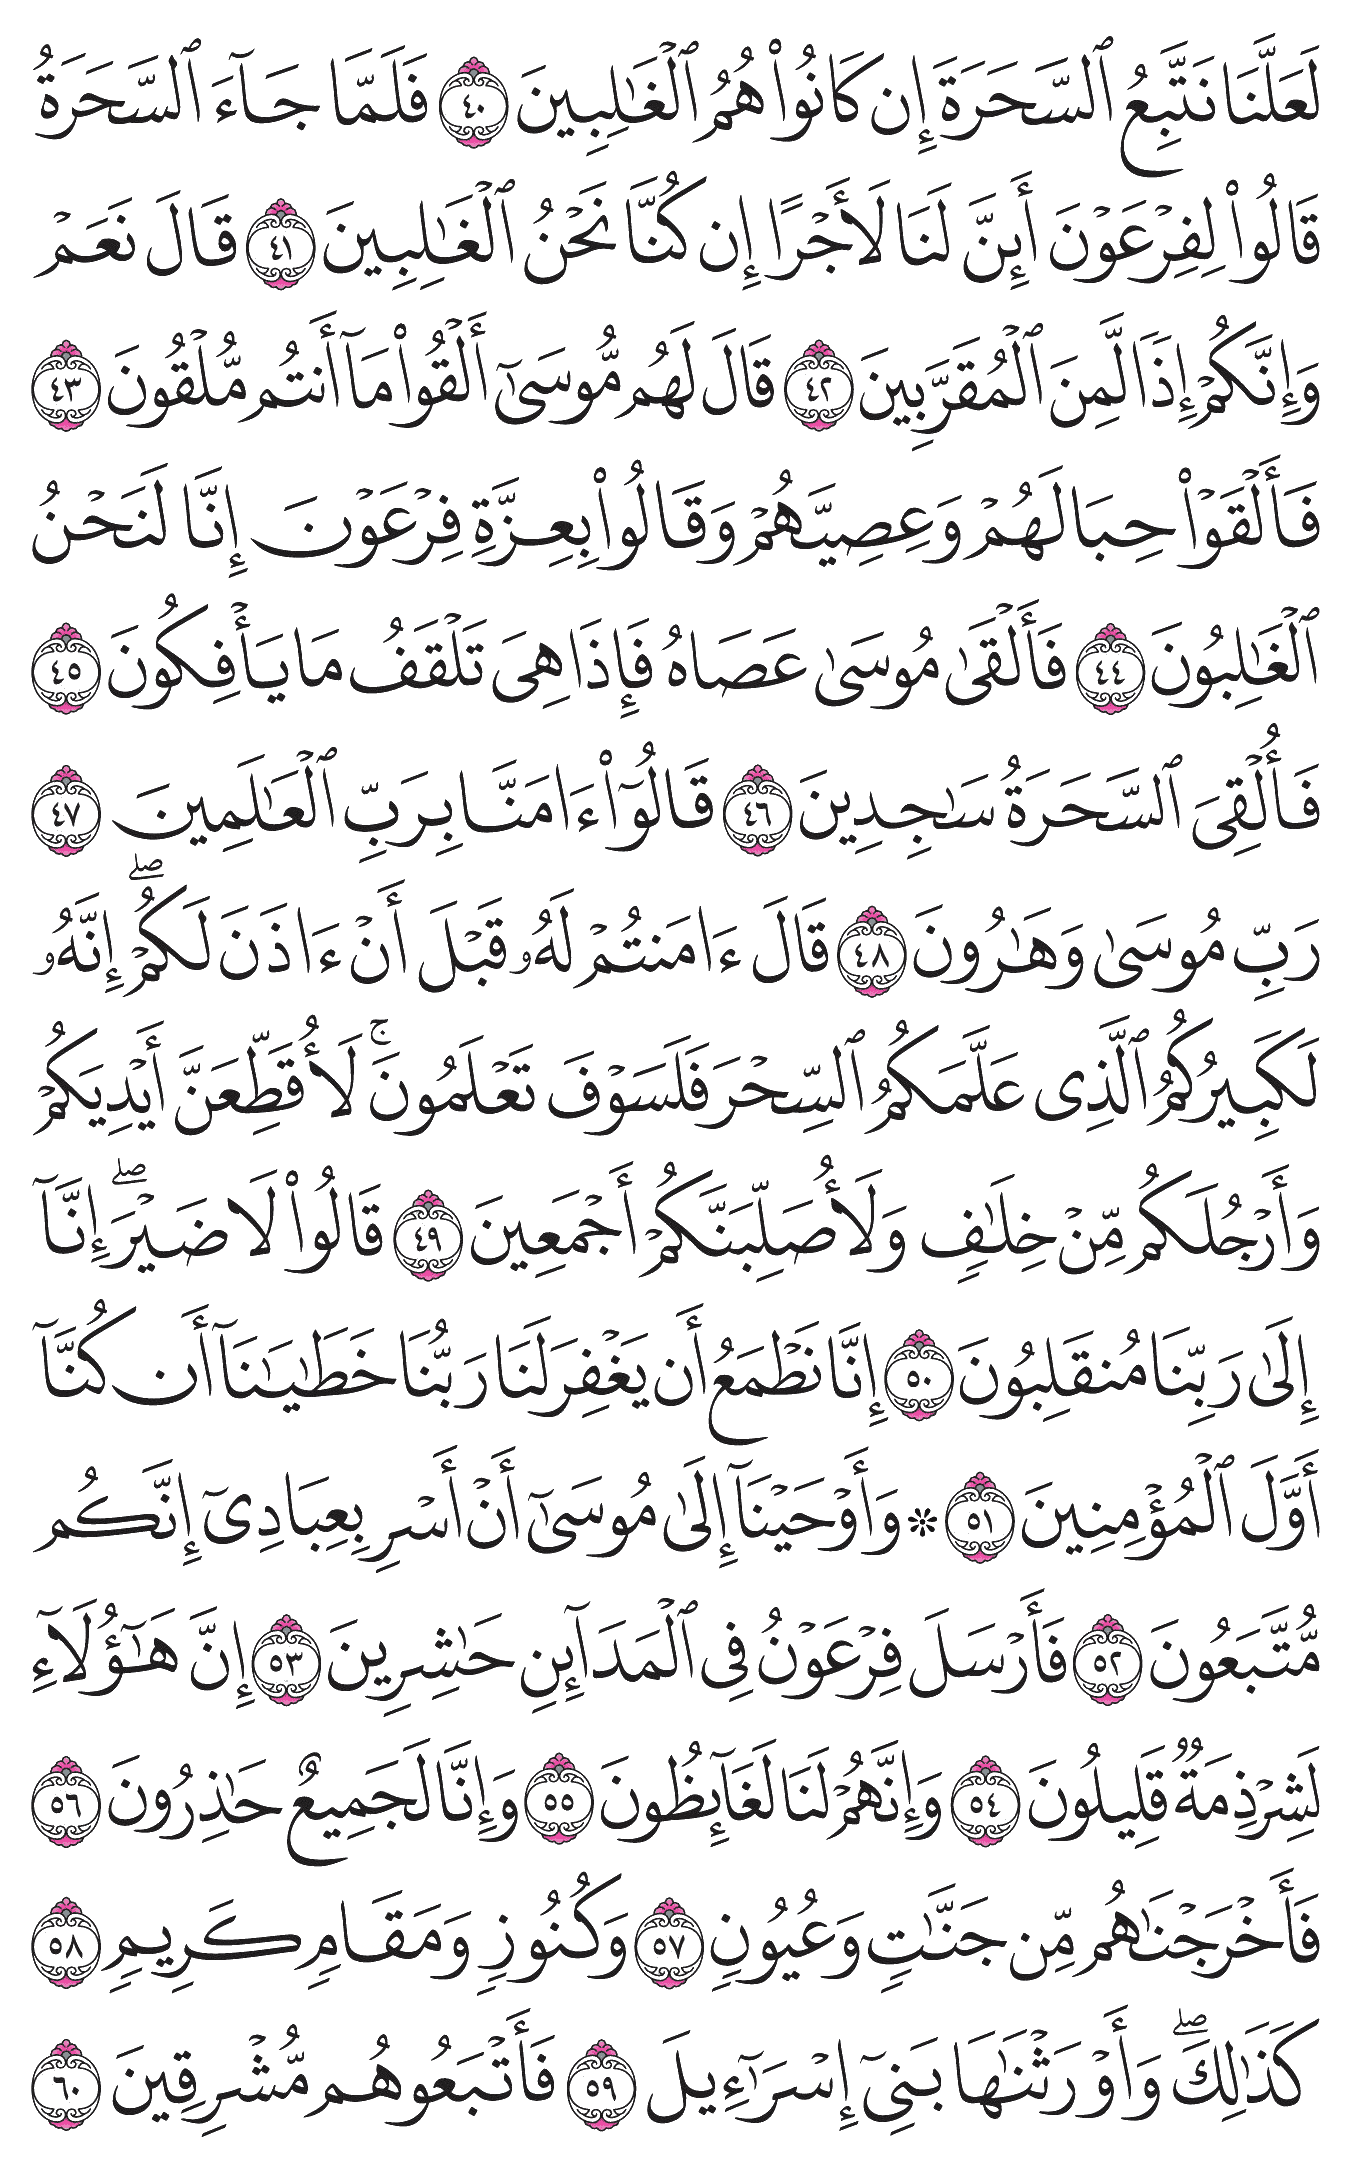 لَعَلَّنَا نَتَّبِعُ ٱلسَّحَرَةَ إِن كَانُوا۟ هُمُ ٱلْغَـٰلِبِينَ ٤٠ فَلَمَّا جَآءَ ٱلسَّحَرَةُ
قَالُوا۟ لِفِرْعَوْنَ أَئِنَّ لَنَا لَأَجْرًا إِن كُنَّا نَحْنُ ٱلْغَـٰلِبِينَ ٤١ قَالَ نَعَمْ
وَإِنَّكُمْ إِذًا لَّمِنَ ٱلْمُقَرَّبِينَ ٤٢ قَالَ لَهُم مُّوسَىٰٓ أَلْقُوا۟ مَآ أَنتُم مُّلْقُونَ ٤٣
فَأَلْقَوْا۟ حِبَالَهُمْ وَعِصِيَّهُمْ وَقَالُوا۟ بِعِزَّةِ فِرْعَوْنَ إِنَّا لَنَحْنُ
ٱلْغَـٰلِبُونَ ٤٤ فَأَلْقَىٰ مُوسَىٰ عَصَاهُ فَإِذَا هِىَ تَلْقَفُ مَا يَأْفِكُونَ ٤٥
فَأُلْقِىَ ٱلسَّحَرَةُ سَـٰجِدِينَ ٤٦ قَالُوٓا۟ ءَامَنَّا بِرَبِّ ٱلْعَـٰلَمِينَ ٤٧
رَبِّ مُوسَىٰ وَهَـٰرُونَ ٤٨ قَالَ ءَامَنتُمْ لَهُۥ قَبْلَ أَنْ ءَاذَنَ لَكُمْ ۖ إِنَّهُۥ
لَكَبِيرُكُمُ ٱلَّذِى عَلَّمَكُمُ ٱلسِّحْرَ فَلَسَوْفَ تَعْلَمُونَ ۚ لَأُقَطِّعَنَّ أَيْدِيَكُمْ
وَأَرْجُلَكُم مِّنْ خِلَـٰفٍ وَلَأُصَلِّبَنَّكُمْ أَجْمَعِينَ ٤٩ قَالُوا۟ لَا ضَيْرَ ۖ إِنَّآ
إِلَىٰ رَبِّنَا مُنقَلِبُونَ ٥٠ إِنَّا نَطْمَعُ أَن يَغْفِرَ لَنَا رَبُّنَا خَطَـٰيَـٰنَآ أَن كُنَّآ
أَوَّلَ ٱلْمُؤْمِنِينَ ٥١ ۞ وَأَوْحَيْنَآ إِلَىٰ مُوسَىٰٓ أَنْ أَسْرِ بِعِبَادِىٓ إِنَّكُم
مُّتَّبَعُونَ ٥٢ فَأَرْسَلَ فِرْعَوْنُ فِى ٱلْمَدَآئِنِ حَـٰشِرِينَ ٥٣ إِنَّ هَـٰٓؤُلَآءِ
لَشِرْذِمَةٌ قَلِيلُونَ ٥٤ وَإِنَّهُمْ لَنَا لَغَآئِظُونَ ٥٥ وَإِنَّا لَجَمِيعٌ حَـٰذِرُونَ ٥٦
فَأَخْرَجْنَـٰهُم مِّن جَنَّـٰتٍ وَعُيُونٍ ٥٧ وَكُنُوزٍ وَمَقَامٍ كَرِيمٍ ٥٨
كَذَٰلِكَ ۖ وَأَوْرَثْنَـٰهَا بَنِىٓ إِسْرَـٰٓءِيلَ ٥٩ فَأَتْبَعُوهُم مُّشْرِقِينَ ٦٠